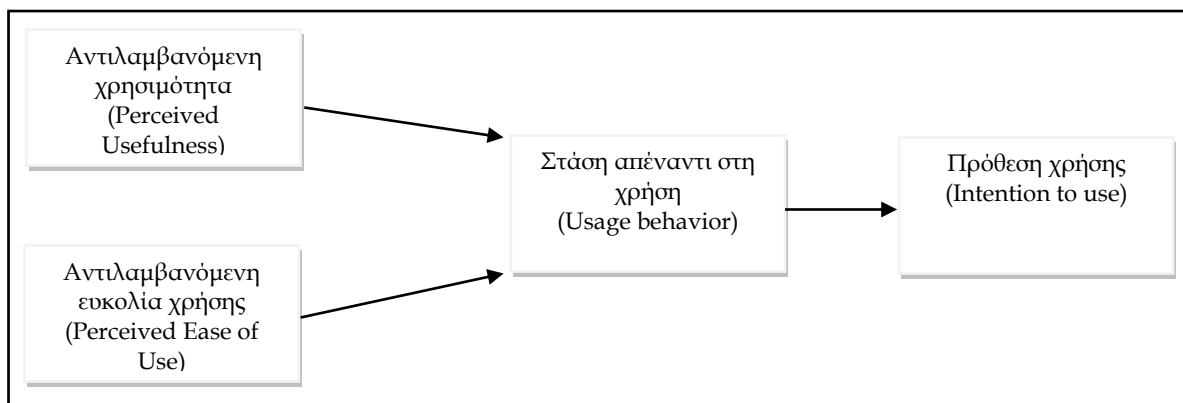 Αντιλαμβανόμενη
χρησιμότητα
(Perceived
Usefulness)
Αντιλαμβανόμενη
ευκολία χρήσης
(Perceived Ease of
Use)
Στάση απέναντι στη
χρήση
(Usage behavior)
Πρόθεση χρήσης
(Intention to use)